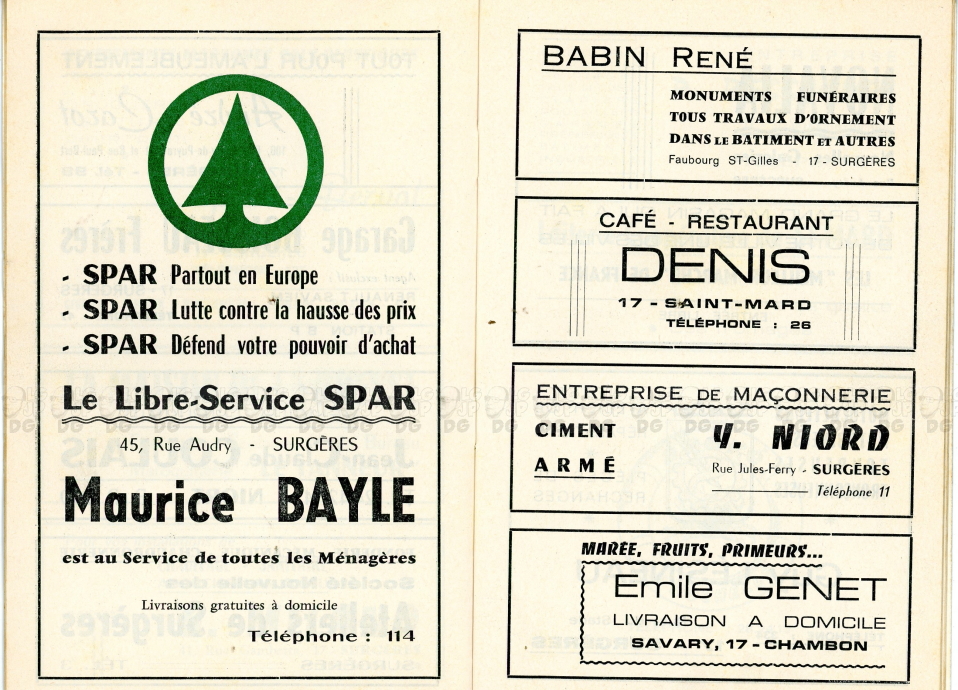 - SPAR Partout en Europe
- SPAR Lutte contre la hausse des prix
- SPAR Défend votre pouvoir d'achat
Le Libre-Service SPAR
45, Rue Audry - SURGÈRES
Maurice BAYLE
est au Service de toutes les Ménagères
Livraisons gratuites à domicile
Téléphone : 114
BABIN RENÉ
MONUMENTS FUNÉRAIRES
TOUS TRAVAUX D'ORNEMENT
DANS LE BATIMENT ET AUTRES
Faubourg ST-Gilles - 17 - SURGÈRES
CAFÉ - RESTAURANT
DENIS
17 - SAINT-MARD
TÉLÉPHONE : 26
ENTREPRISE DE MAÇONNERIE
CIMENT
ARMÉ
Y. NIORD
Rue Jules-Ferry - SURGÈRES
Téléphone 11
MARÉE, FRUITS, PRIMEURS...
Emile GENET
LIVRAISON A DOMICILE
SAVARY, 17 - CHAMBON